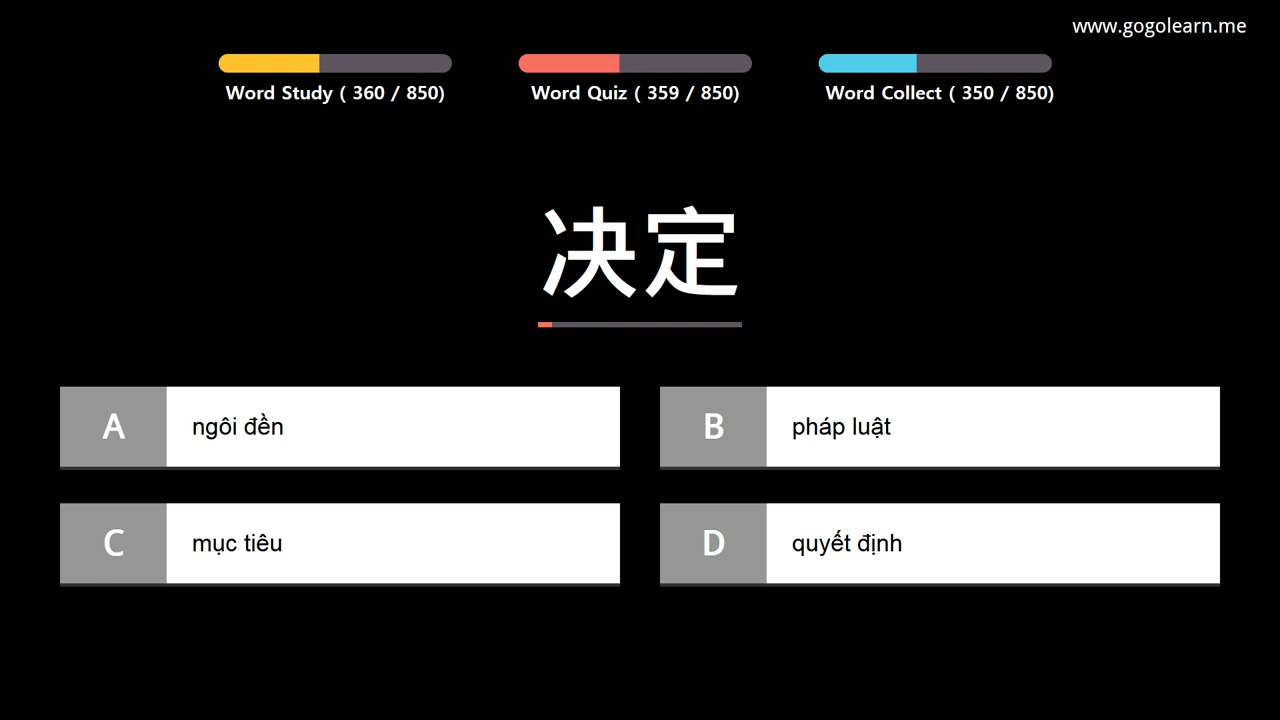 www.gogolearn.me
Word Study ( 360 / 850)
Word Quiz ( 359 / 850)
Word Collect ( 350 / 850)
决定
A ngôi đền
B pháp luật
C mục tiêu
D quyết định